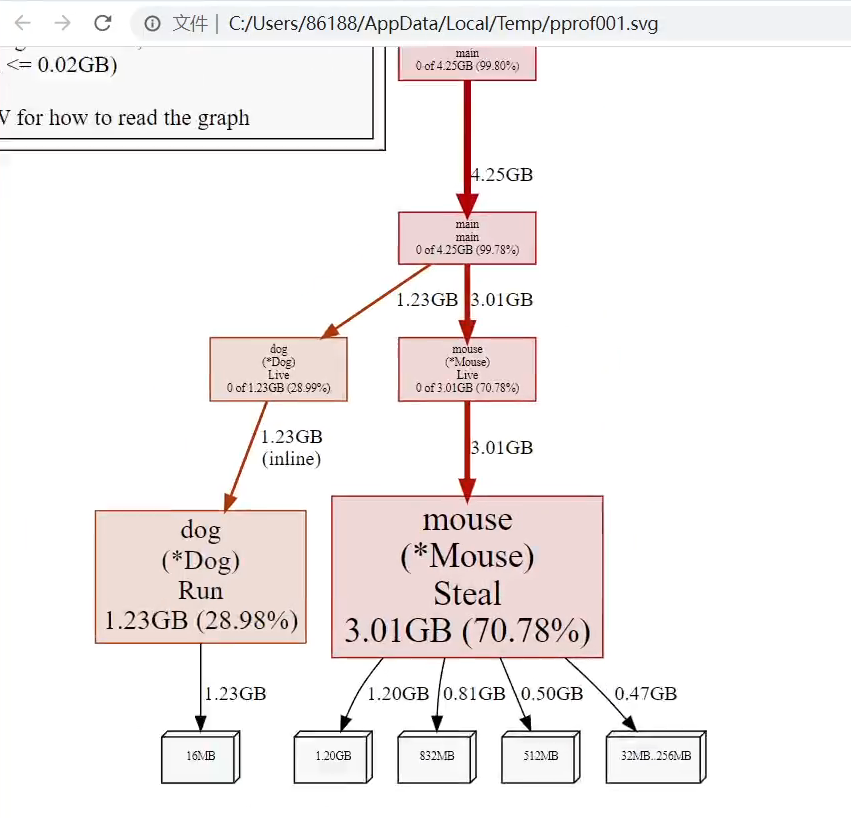 文件 | C:/Users/86188/AppData/Local/Temp/pprof001.svg
<= 0.02GB)
V for how to read the graph
main
0 of 4.25GB (99.80%)
4.25GB
main
main
0 of 4.25GB (99.78%)
1.23GB
3.01GB
dog
(*Dog)
Live
0 of 1.23GB (28.99%)
mouse
(*Mouse)
Live
0 of 3.01GB (70.78%)
1.23GB
(inline)
3.01GB
dog
(*Dog)
Run
1.23GB (28.98%)
mouse
(*Mouse)
Steal
3.01GB (70.78%)
1.23GB
1.20GB
0.81GB
0.50GB
0.47GB
16MB
1.20GB
832MB
512MB
32MB..256MB